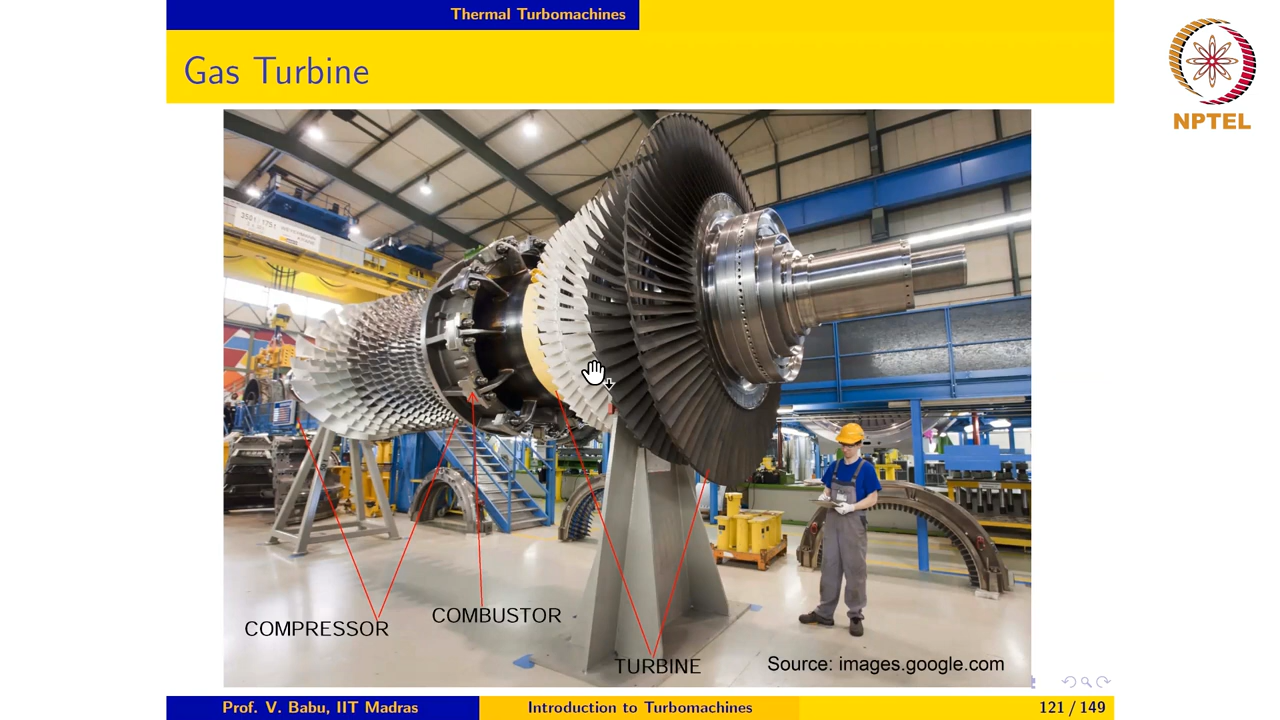 Thermal Turbomachines
Gas Turbine
NPTEL
COMPRESSOR
COMBUSTOR
TURBINE
Source: images.google.com
Prof. V. Babu, IIT Madras
Introduction to Turbomachines
121 / 149